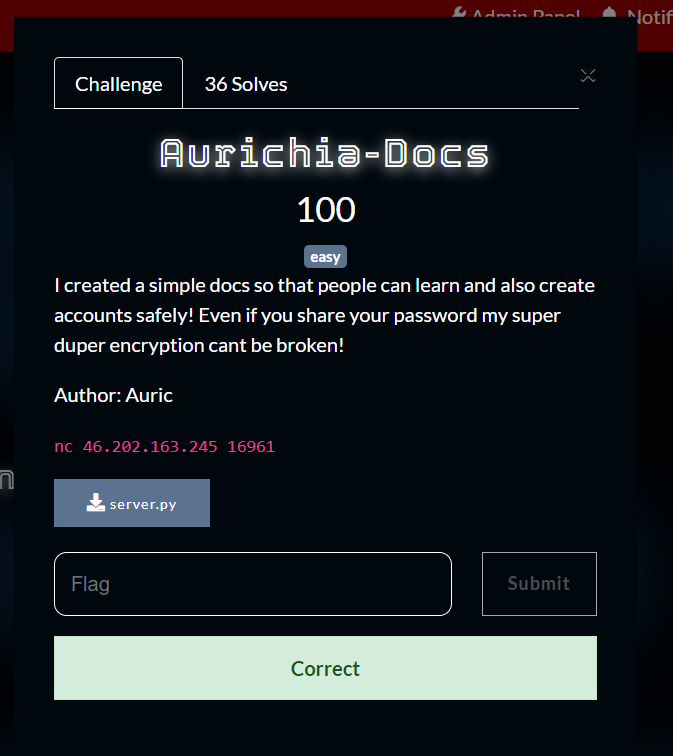 Admin Panel Notif
Challenge
36 Solves
Aurichia-Docs
100
easy
I created a simple docs so that people can learn and also create
accounts safely! Even if you share your password my super
duper encryption cant be broken!
Author: Auric
nc 46.202.163.245 16961
n
server.py
Flag
Submit
Correct